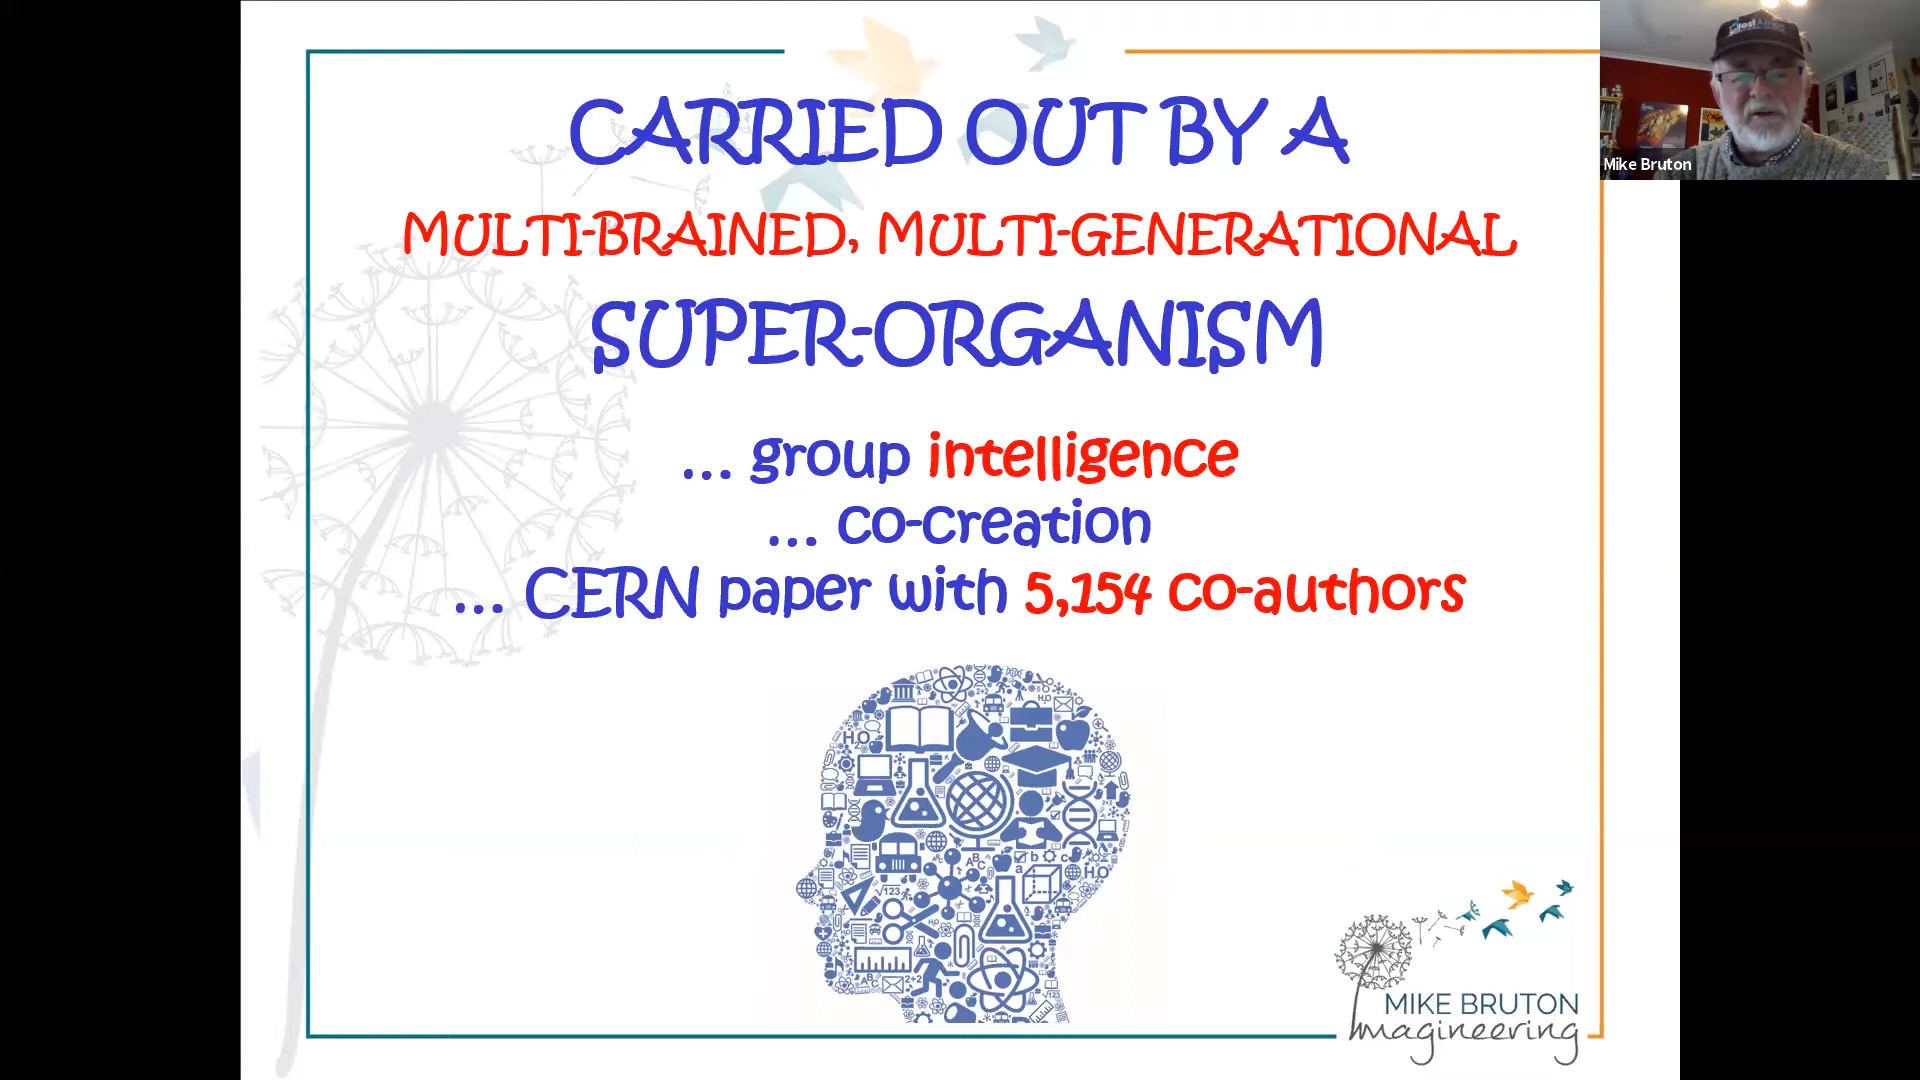 CARRIED OUT BY A
MULTI-BRAINED, MULTI-GENERATIONAL
SUPER-ORGANISM
... group intelligence
... co-creation
... CERN paper with 5,154 co-authors
Mike Bruton
MIKE BRUTON
Imagineering